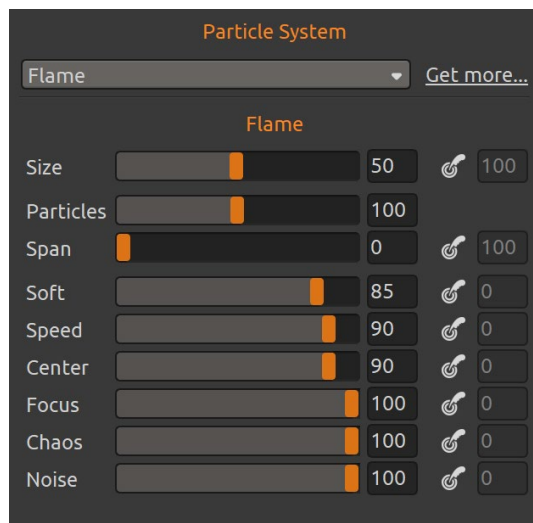 Particle System
Flame Get more...
Flame
Size 50 100
Particles 100
Span 0 100
Soft 85 0
Speed 90 0
Center 90 0
Focus 100 0
Chaos 100 0
Noise 100 0